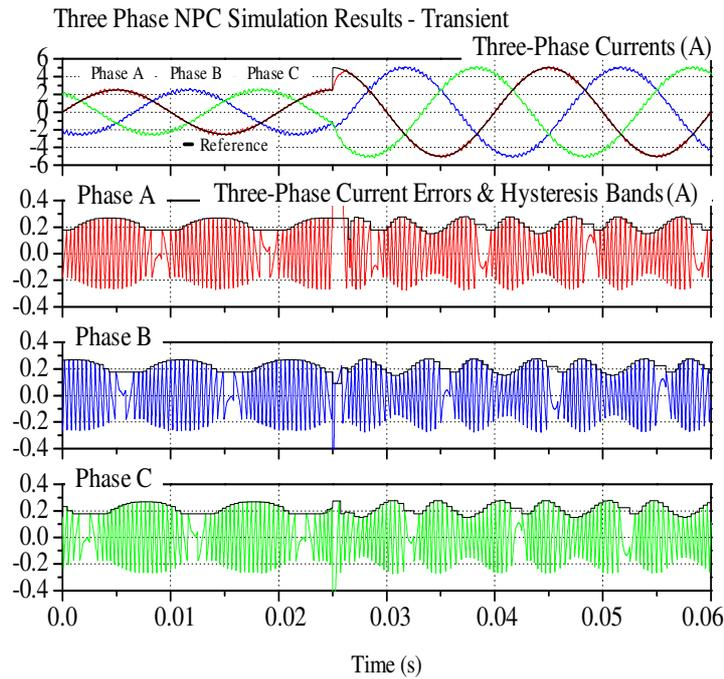 Three Phase NPC Simulation Results - Transient
Three-Phase Currents (A)
6
4
2
0
-2
-4
-6
Phase A Phase B Phase C
Reference
Phase A
Three-Phase Current Errors & Hysteresis Bands (A)
0.4
0.2
0.0
-0.2
-0.4
Phase B
0.4
0.2
0.0
-0.2
-0.4
Phase C
0.4
0.2
0.0
-0.2
-0.4
0.0 0.01 0.02 0.03 0.04 0.05 0.06
Time (s)